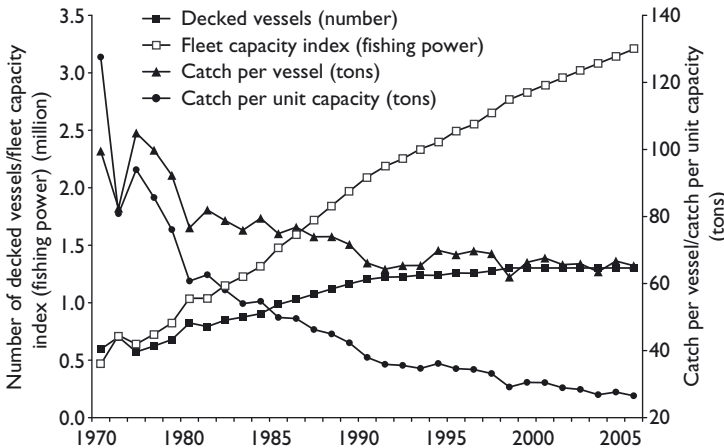 Decked vessels (number)
Fleet capacity index (fishing power)
Catch per vessel (tons)
Catch per unit capacity (tons)
Number of decked vessels/fleet capacity
index (fishing power) (million)
3.5
3.0
2.5
2.0
1.5
1.0
0.5
0.0
140
120
100
80
60
40
20
Catch per vessel/catch per unit capacity
(tons)
1970 1980 1985 1990 1995 2000 2005